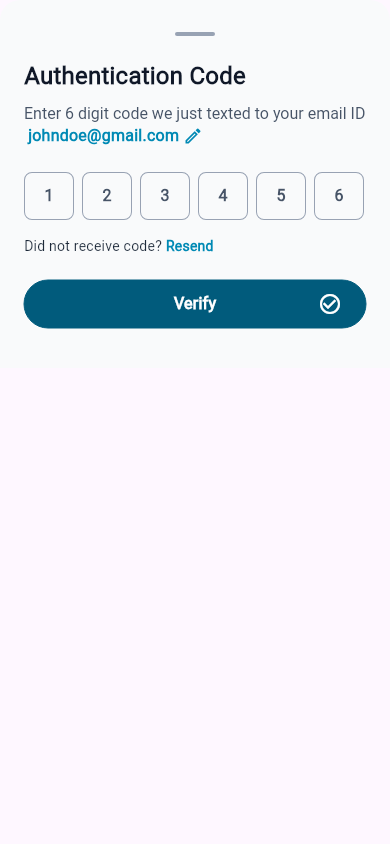 Authentication Code
Enter 6 digit code we just texted to your email ID
johndoe@gmail.com
1 2 3 4 5 6
Did not receive code? Resend
Verify